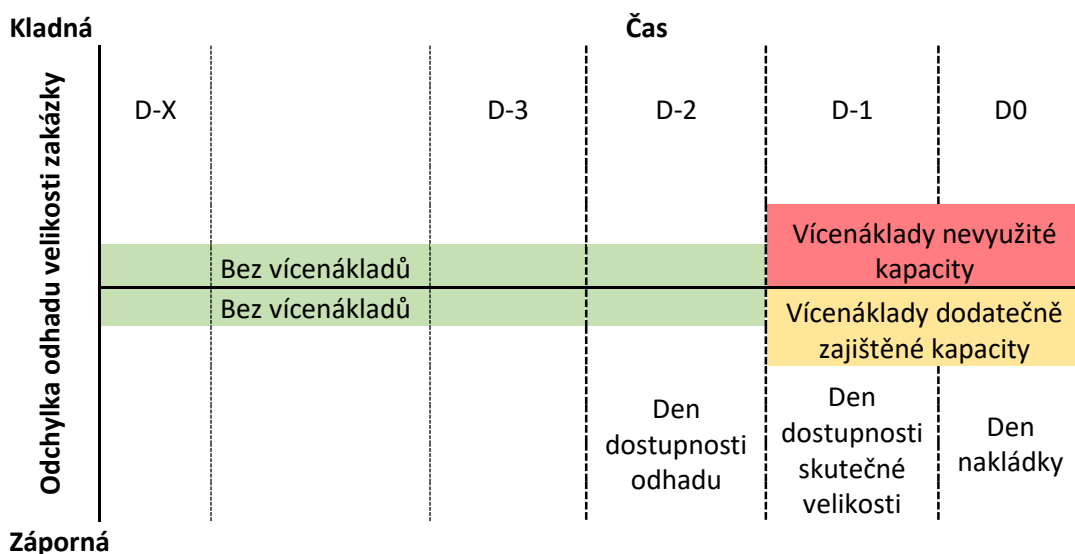 Kladná
Čas
Odchylka odhadu velikosti zakázky
D-X
D-3
D-2
D-1
D0
Bez vícenákladů
Vícenáklady nevyužité
kapacity
Bez vícenákladů
Vícenáklady dodatečně
zajištěné kapacity
Den
dostupnosti
odhadu
Den
dostupnosti
skutečné
velikosti
Den
nakládky
Záporná